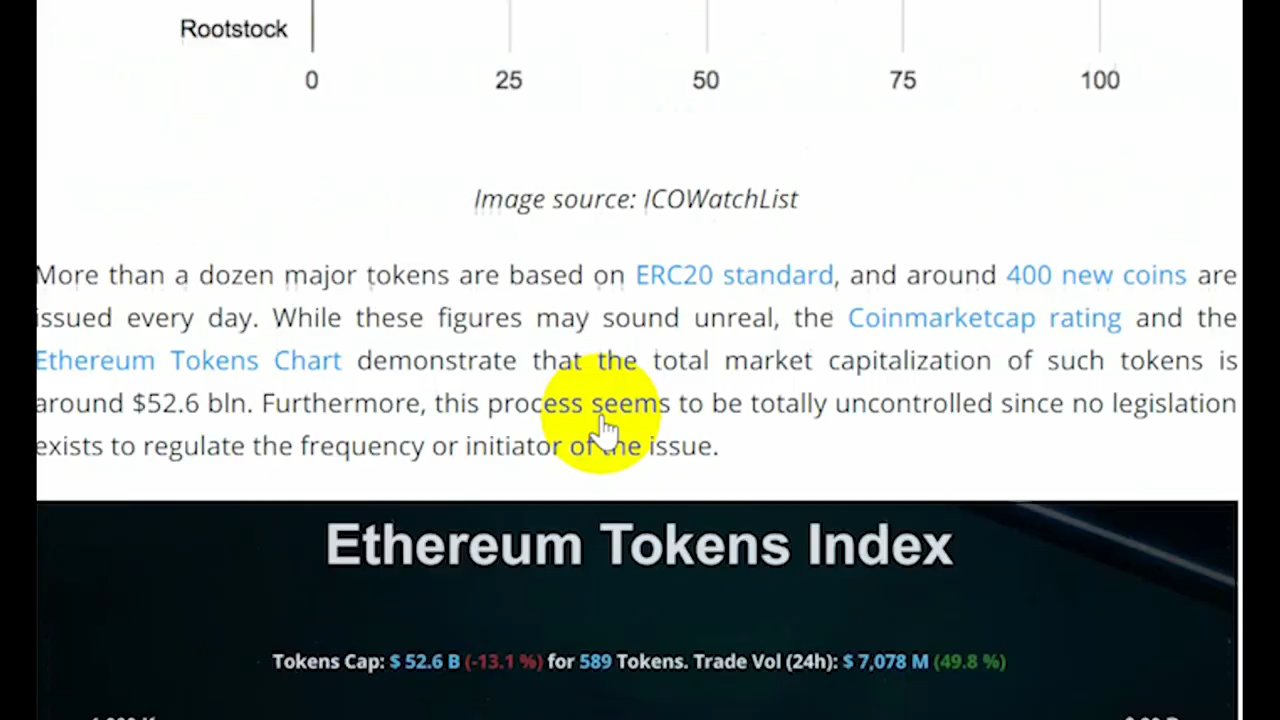 Rootstock
0 25 50 75 100
Image source: ICOWatchList
More than a dozen major tokens are based on ERC20 standard, and around 400 new coins are
issued every day. While these figures may sound unreal, the Coinmarketcap rating and the
Ethereum Tokens Chart demonstrate that the total market capitalization of such tokens is
around $52.6 bln. Furthermore, this process seems to be totally uncontrolled since no legislation
exists to regulate the frequency or initiator of the issue.
Ethereum Tokens Index
Tokens Cap: $ 52.6 B (-13.1 %) for 589 Tokens. Trade Vol (24h): $ 7,078 M (49.8 %)